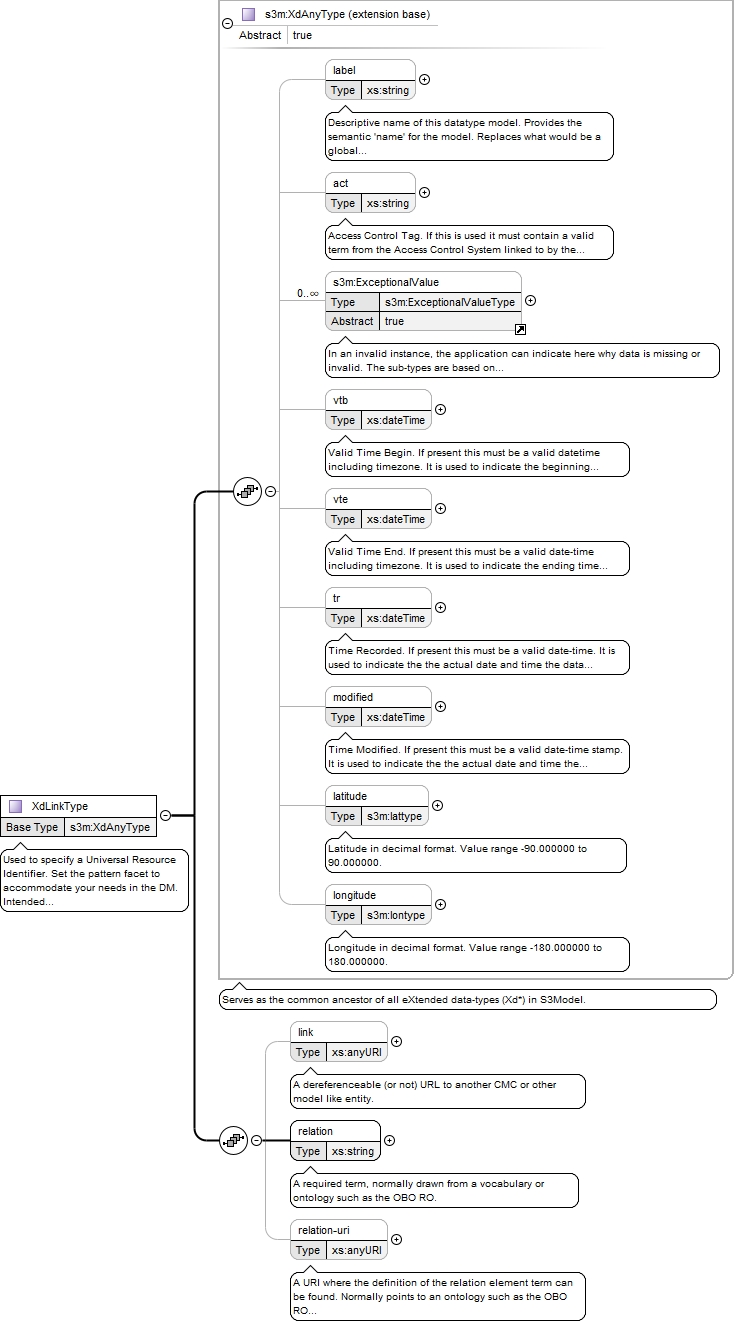 s3m:XdAnyType (extension base)
Abstract true
label
Type xs:string
Descriptive name of this datatype model. Provides the
semantic 'name' for the model. Replaces what would be a
global...
act
Type xs:string
Access Control Tag. If this is used it must contain a valid
term from the Access Control System linked to by the...
0..∞
s3m:ExceptionalValue
Type s3m:ExceptionalValueType
Abstract true
In an invalid instance, the application can indicate here why data is missing or
invalid. The sub-types are based on...
vtb
Type xs:dateTime
Valid Time Begin. If present this must be a valid datetime
including timezone. It is used to indicate the beginning...
vte
Type xs:dateTime
Valid Time End. If present this must be a valid date-time
including timezone. It is used to indicate the ending time...
tr
Type xs:dateTime
Time Recorded. If present this must be a valid date-time. It is
used to indicate the the actual date and time the data...
modified
Type xs:dateTime
Time Modified. If present this must be a valid date-time stamp.
It is used to indicate the the actual date and time the...
latitude
Type s3m:lattype
Latitude in decimal format. Value range -90.000000 to
90.000000.
longitude
Type s3m:lontype
Longitude in decimal format. Value range -180.000000 to
180.000000.
Serves as the common ancestor of all eXtended data-types (Xd*) in S3Model.
XdLinkType
Base Type s3m:XdAnyType
Used to specify a Universal Resource
Identifier. Set the pattern facet to
accommodate your needs in the DM.
Intended...
link
Type xs:anyURI
A dereferenceable (or not) URL to another CMC or other
model like entity.
relation
Type xs:string
A required term, normally drawn from a vocabulary or
ontology such as the OBO RO.
relation-uri
Type xs:anyURI
A URI where the definition of the relation element term can
be found. Normally points to an ontology such as the OBO
RO...